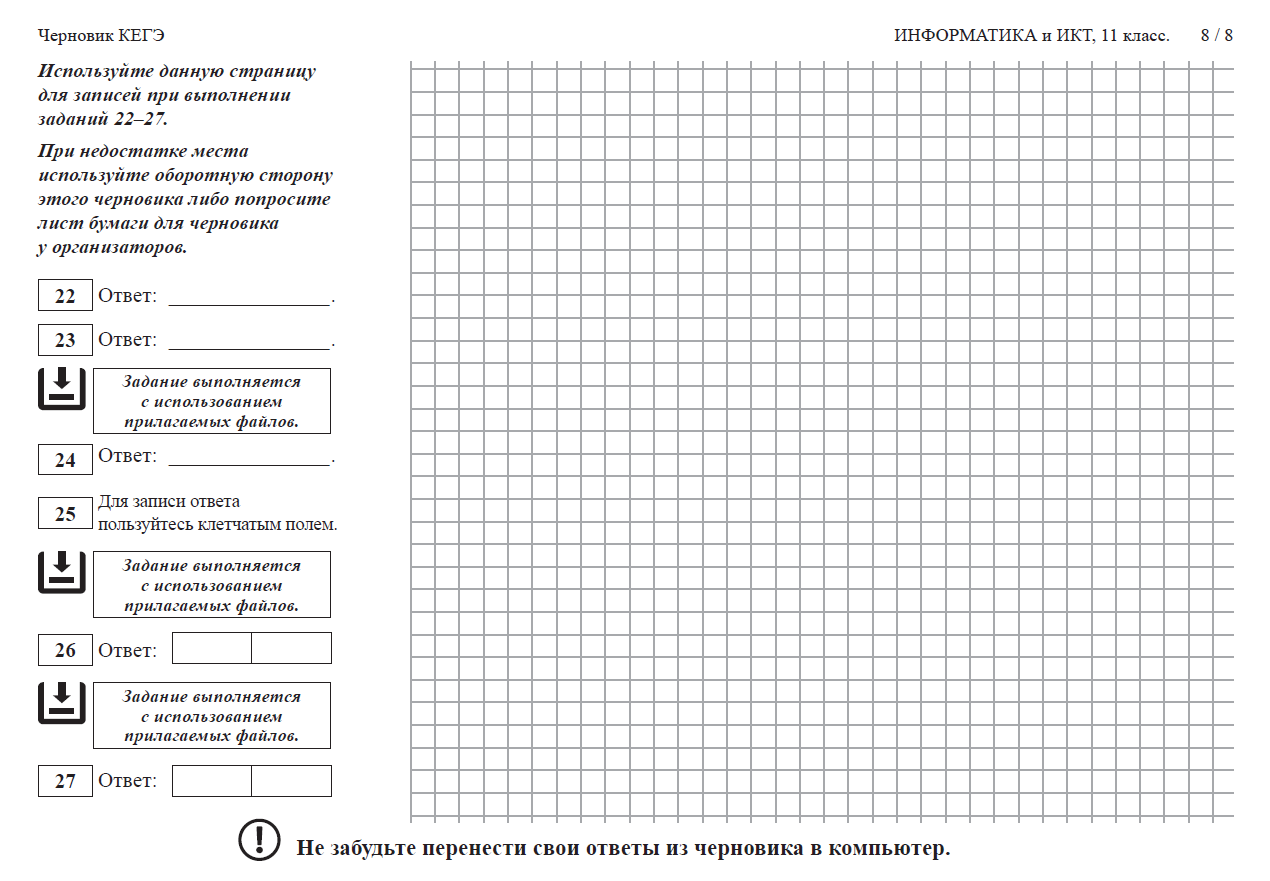 Черновик КЕГЭ
ИНФОРМАТИКА и ИКТ, 11 класс. 8 / 8
Используйте данную страницу
для записей при выполнении
заданий 22–27.
При недостатке места
используйте оборотную сторону
этого черновика либо попросите
лист бумаги для черновика
у организаторов.
22 Ответ: ________________.
23 Ответ: ________________.
Задание выполняется
с использованием
прилагаемых файлов.
24 Ответ: ________________.
25 Для записи ответа
пользуйтесь клетчатым полем.
Задание выполняется
с использованием
прилагаемых файлов.
26 Ответ:
Задание выполняется
с использованием
прилагаемых файлов.
27 Ответ:
Не забудьте перенести свои ответы из черновика в компьютер.